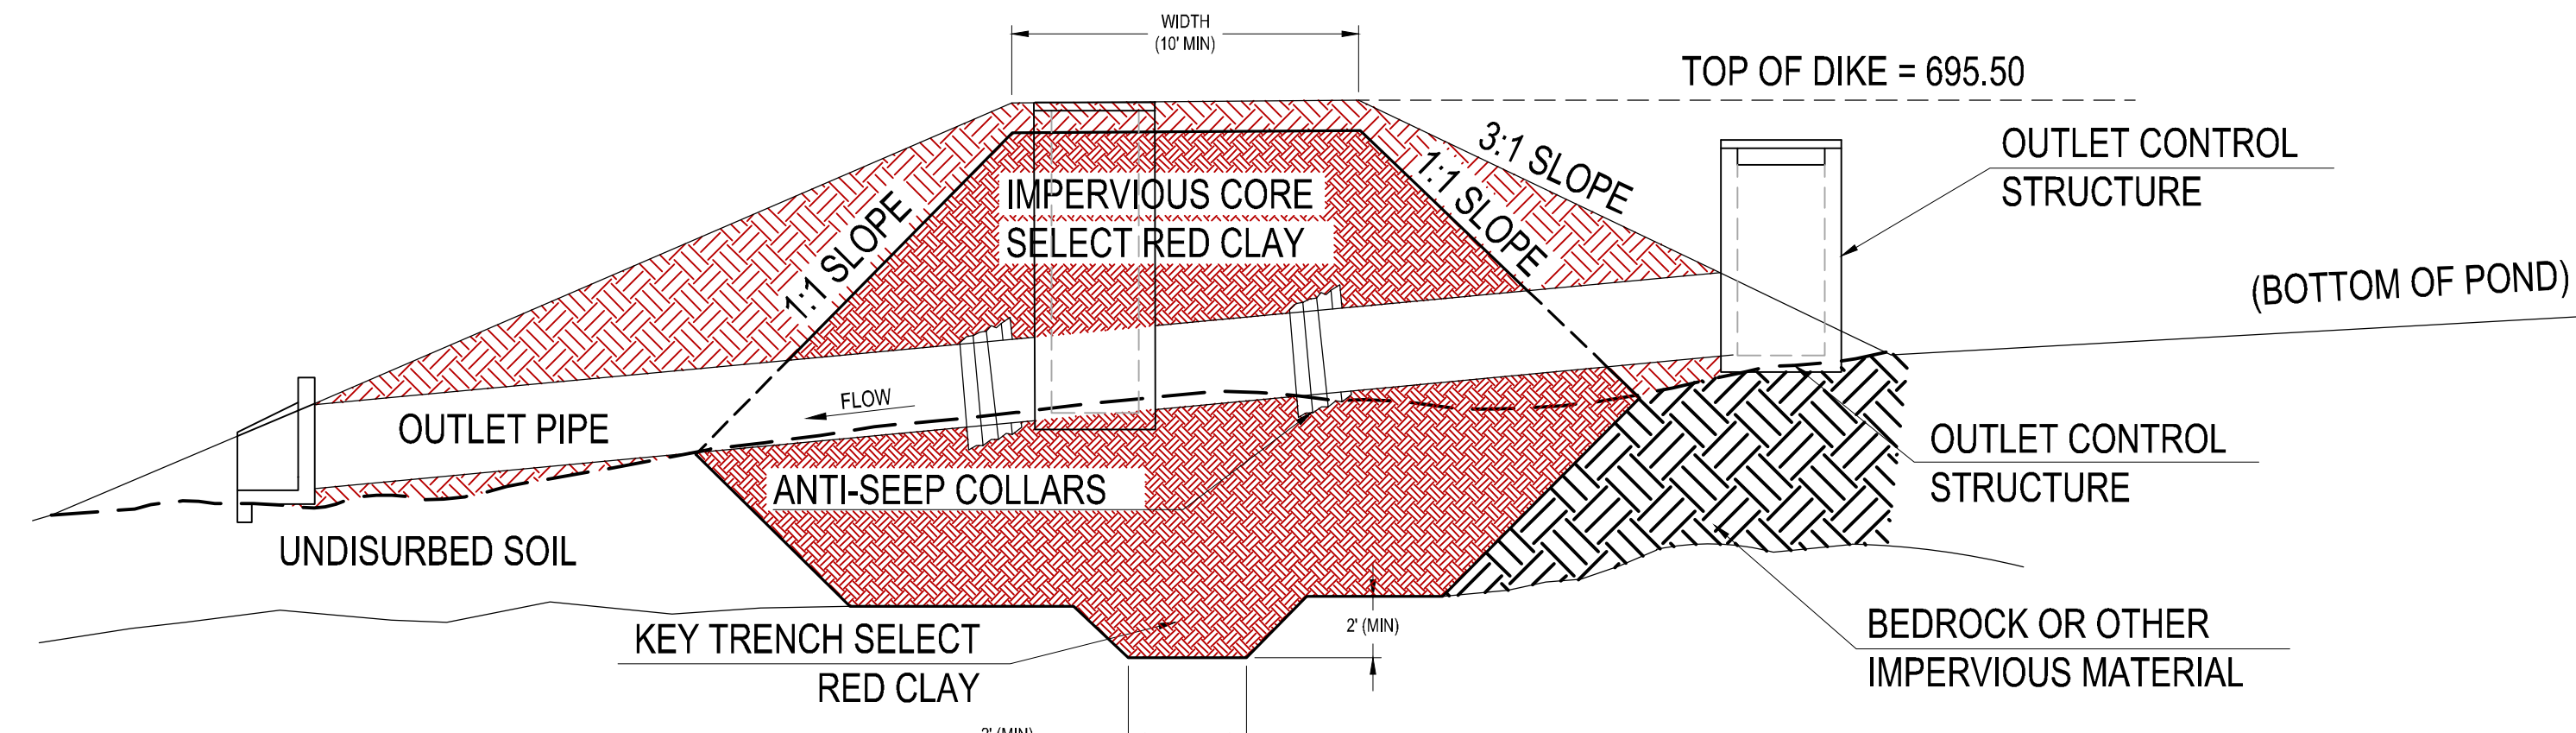 WIDTH
(10' MIN)
TOP OF DIKE = 695.50
OUTLET CONTROL
STRUCTURE
3:1 SLOPE
1:1 SLOPE
IMPERVIOUS CORE
SELECT RED CLAY
1:1 SLOPE
(BOTTOM OF POND)
FLOW
OUTLET PIPE
OUTLET CONTROL
STRUCTURE
ANTI-SEEP COLLARS
UNDISURBED SOIL
KEY TRENCH SELECT
RED CLAY
2' (MIN)
BEDROCK OR OTHER
IMPERVIOUS MATERIAL